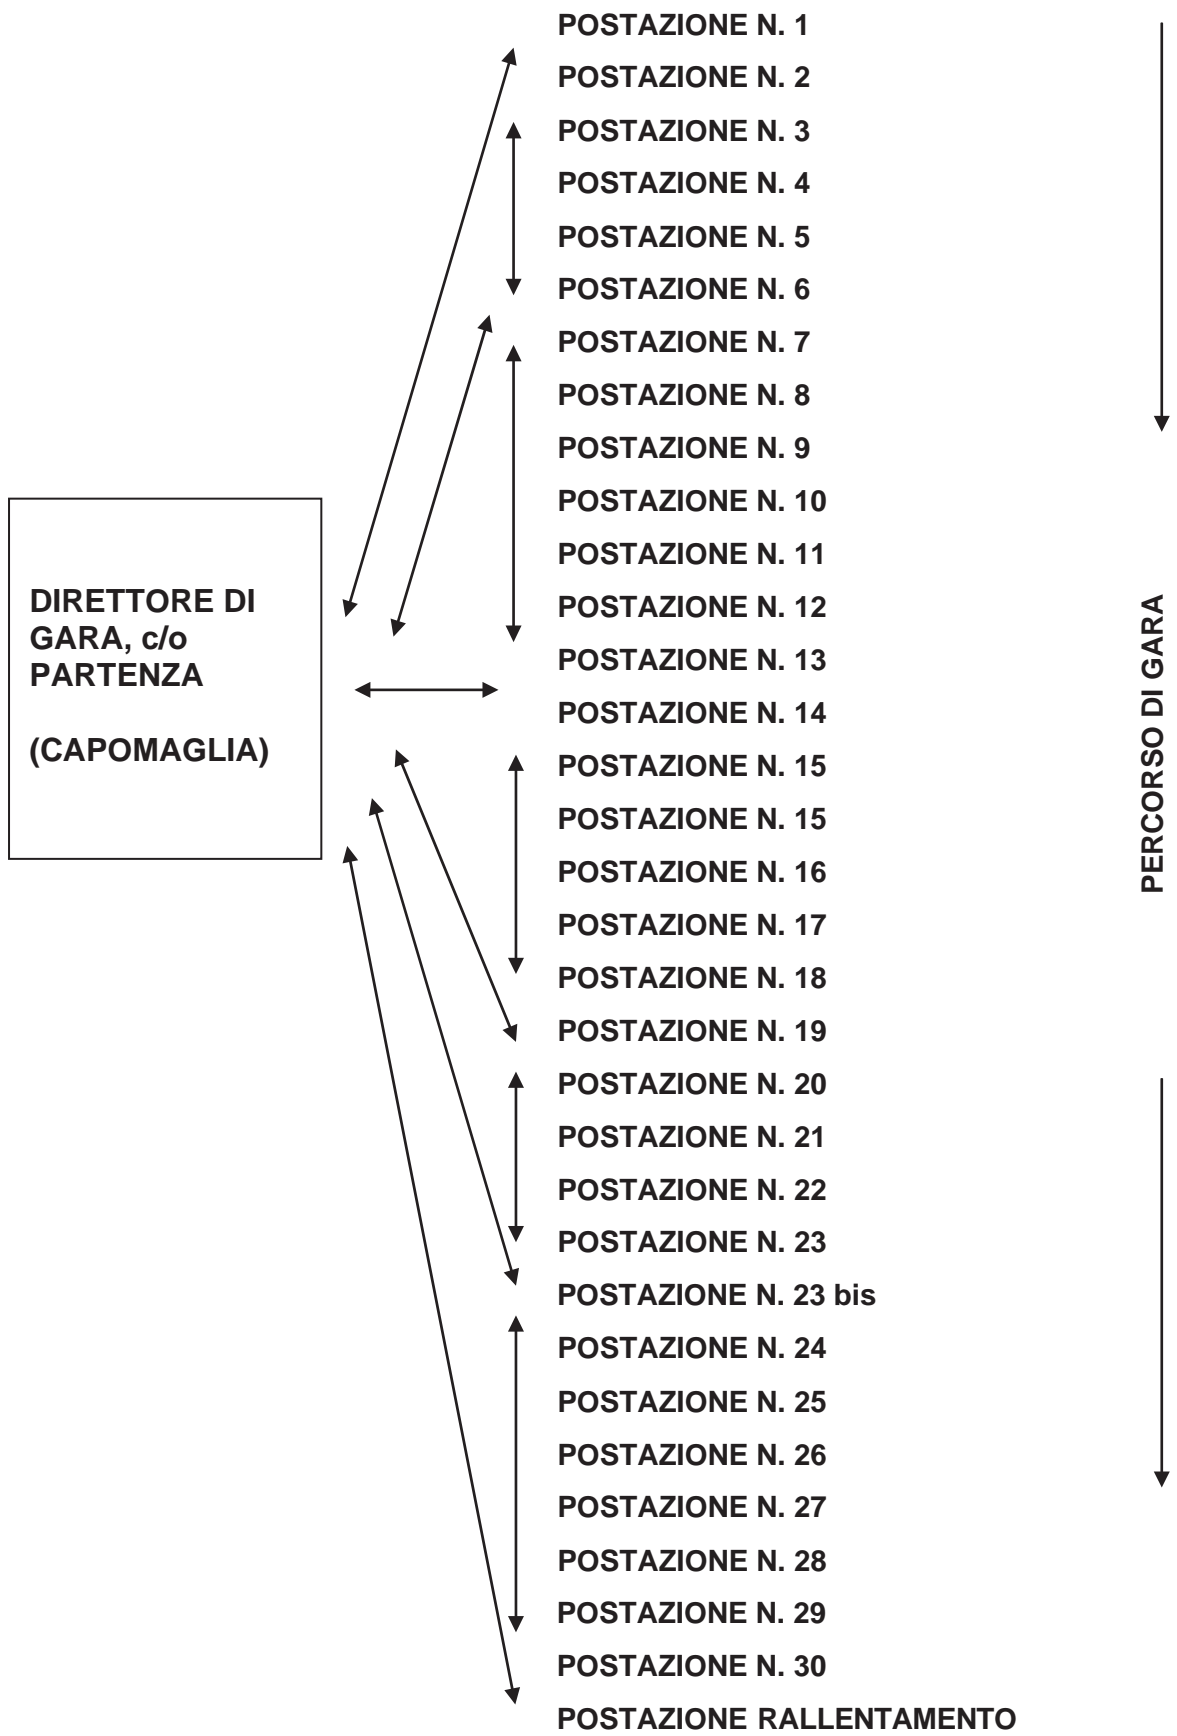 POSTAZIONE N. 1
POSTAZIONE N. 2
POSTAZIONE N. 3
POSTAZIONE N. 4
POSTAZIONE N. 5
POSTAZIONE N. 6
POSTAZIONE N. 7
POSTAZIONE N. 8
POSTAZIONE N. 9
POSTAZIONE N. 10
POSTAZIONE N. 11
POSTAZIONE N. 12
POSTAZIONE N. 13
POSTAZIONE N. 14
POSTAZIONE N. 15
POSTAZIONE N. 15
POSTAZIONE N. 16
POSTAZIONE N. 17
POSTAZIONE N. 18
POSTAZIONE N. 19
POSTAZIONE N. 20
POSTAZIONE N. 21
POSTAZIONE N. 22
POSTAZIONE N. 23
POSTAZIONE N. 23 bis
POSTAZIONE N. 24
POSTAZIONE N. 25
POSTAZIONE N. 26
POSTAZIONE N. 27
POSTAZIONE N. 28
POSTAZIONE N. 29
POSTAZIONE N. 30
POSTAZIONE RALLENTAMENTO
DIRETTORE DI
GARA, c/o
PARTENZA
(CAPOMAGLIA)
PERCORSO DI GARA